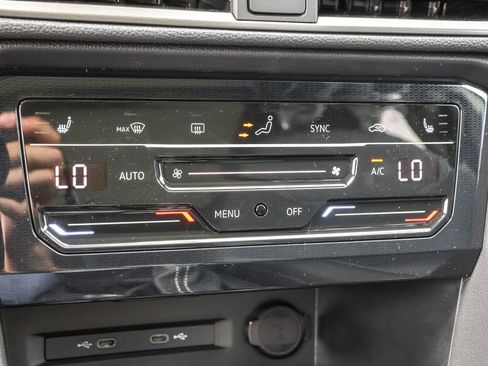 MAX SYNC
LO AUTO A/C LO
MENU OFF